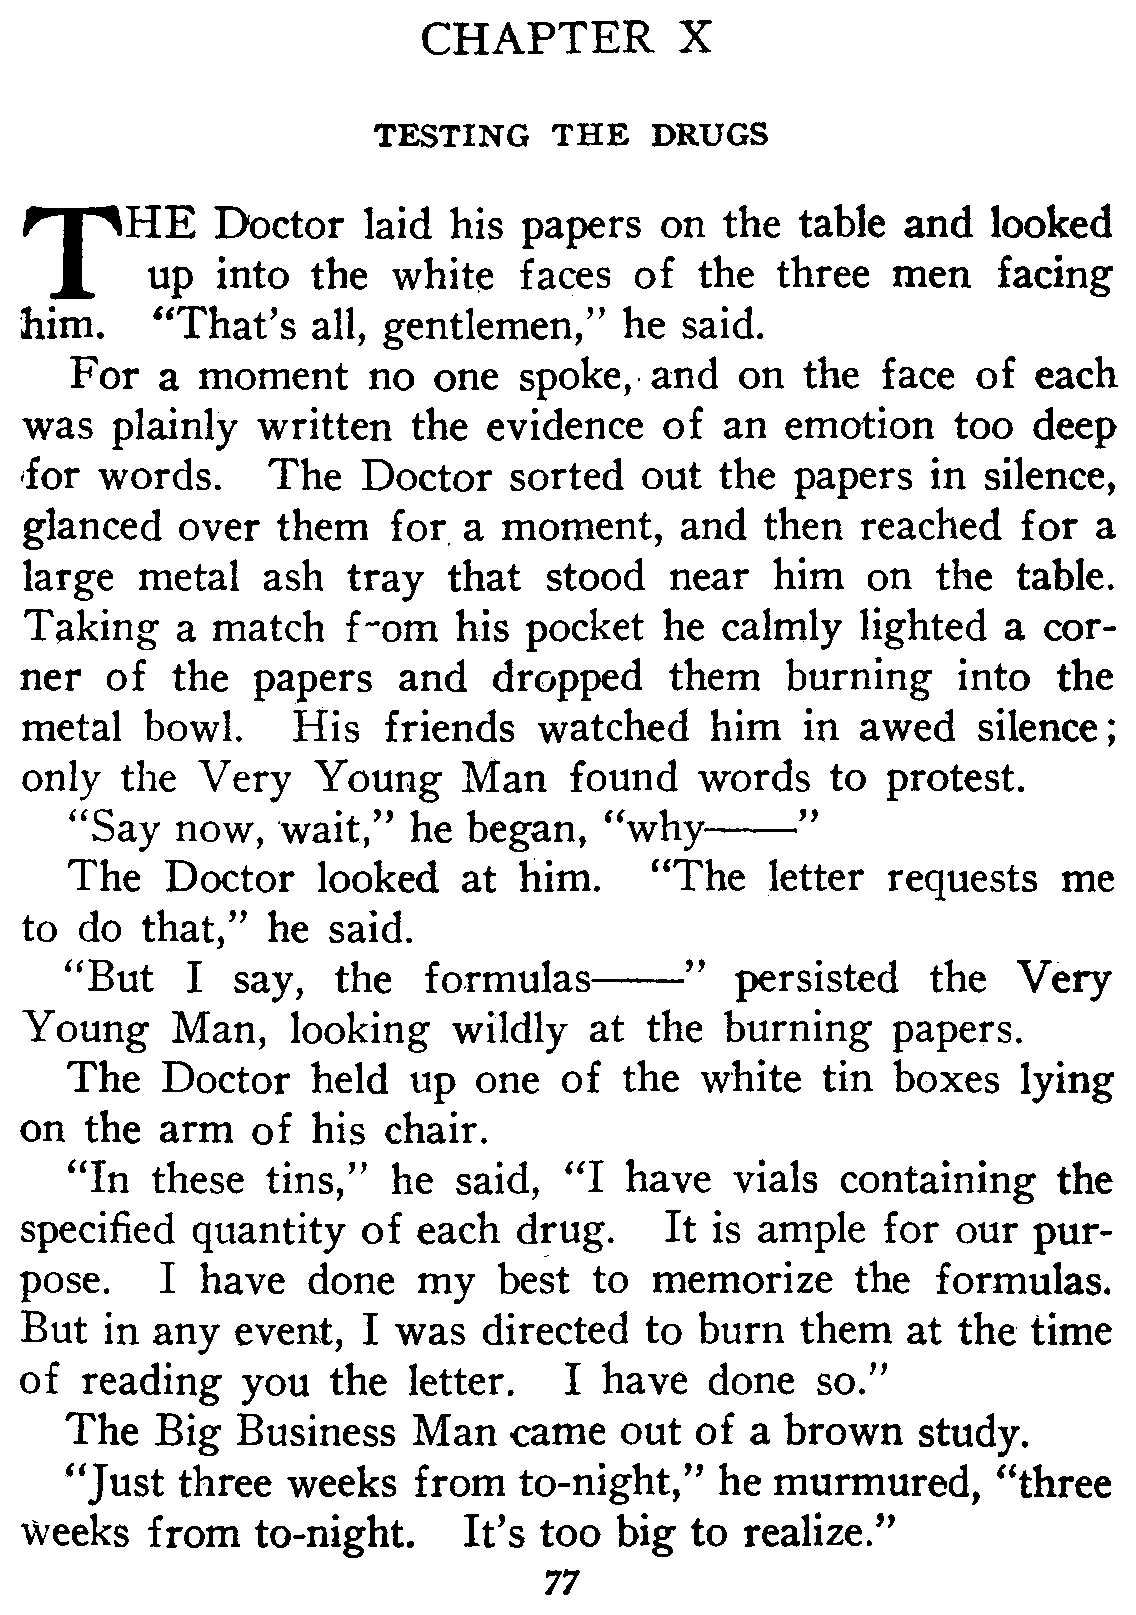 CHAPTER X
TESTING THE DRUGS
THE Doctor laid his papers on the table and looked
up into the white faces of the three men facing
him. "That's all, gentlemen," he said.
For a moment no one spoke, and on the face of each
was plainly written the evidence of an emotion too deep
for words. The Doctor sorted out the papers in silence,
glanced over them for a moment, and then reached for a
large metal ash tray that stood near him on the table.
Taking a match from his pocket he calmly lighted a cor-
ner of the papers and dropped them burning into the
metal bowl. His friends watched him in awed silence;
only the Very Young Man found words to protest.
"Say now, wait," he began, "why——"
The Doctor looked at him. "The letter requests me
to do that," he said.
"But I say, the formulas——" persisted the Very
Young Man, looking wildly at the burning papers.
The Doctor held up one of the white tin boxes lying
on the arm of his chair.
"In these tins," he said, "I have vials containing the
specified quantity of each drug. It is ample for our pur-
pose. I have done my best to memorize the formulas.
But in any event, I was directed to burn them at the time
of reading you the letter. I have done so."
The Big Business Man came out of a brown study.
"Just three weeks from to-night," he murmured, "three
weeks from to-night. It's too big to realize."
77